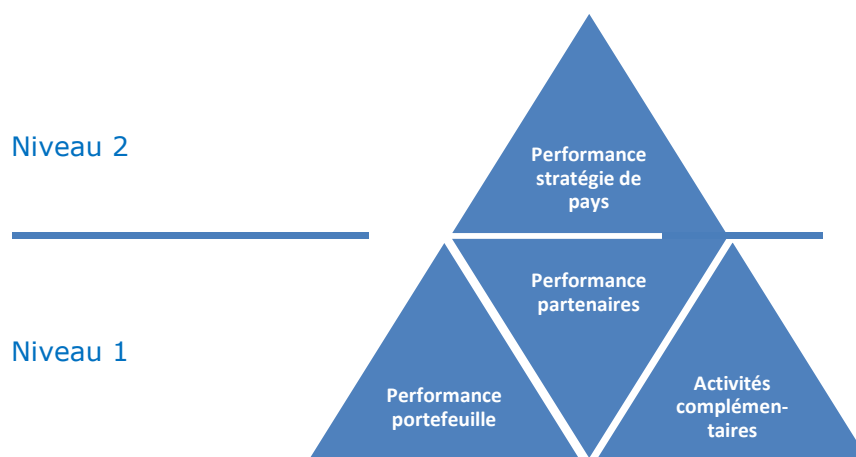 Niveau 2
Performance
stratégie de
pays
Performance
partenaires
Niveau 1
Performance
portefeuille
Activités
complémen-
taires